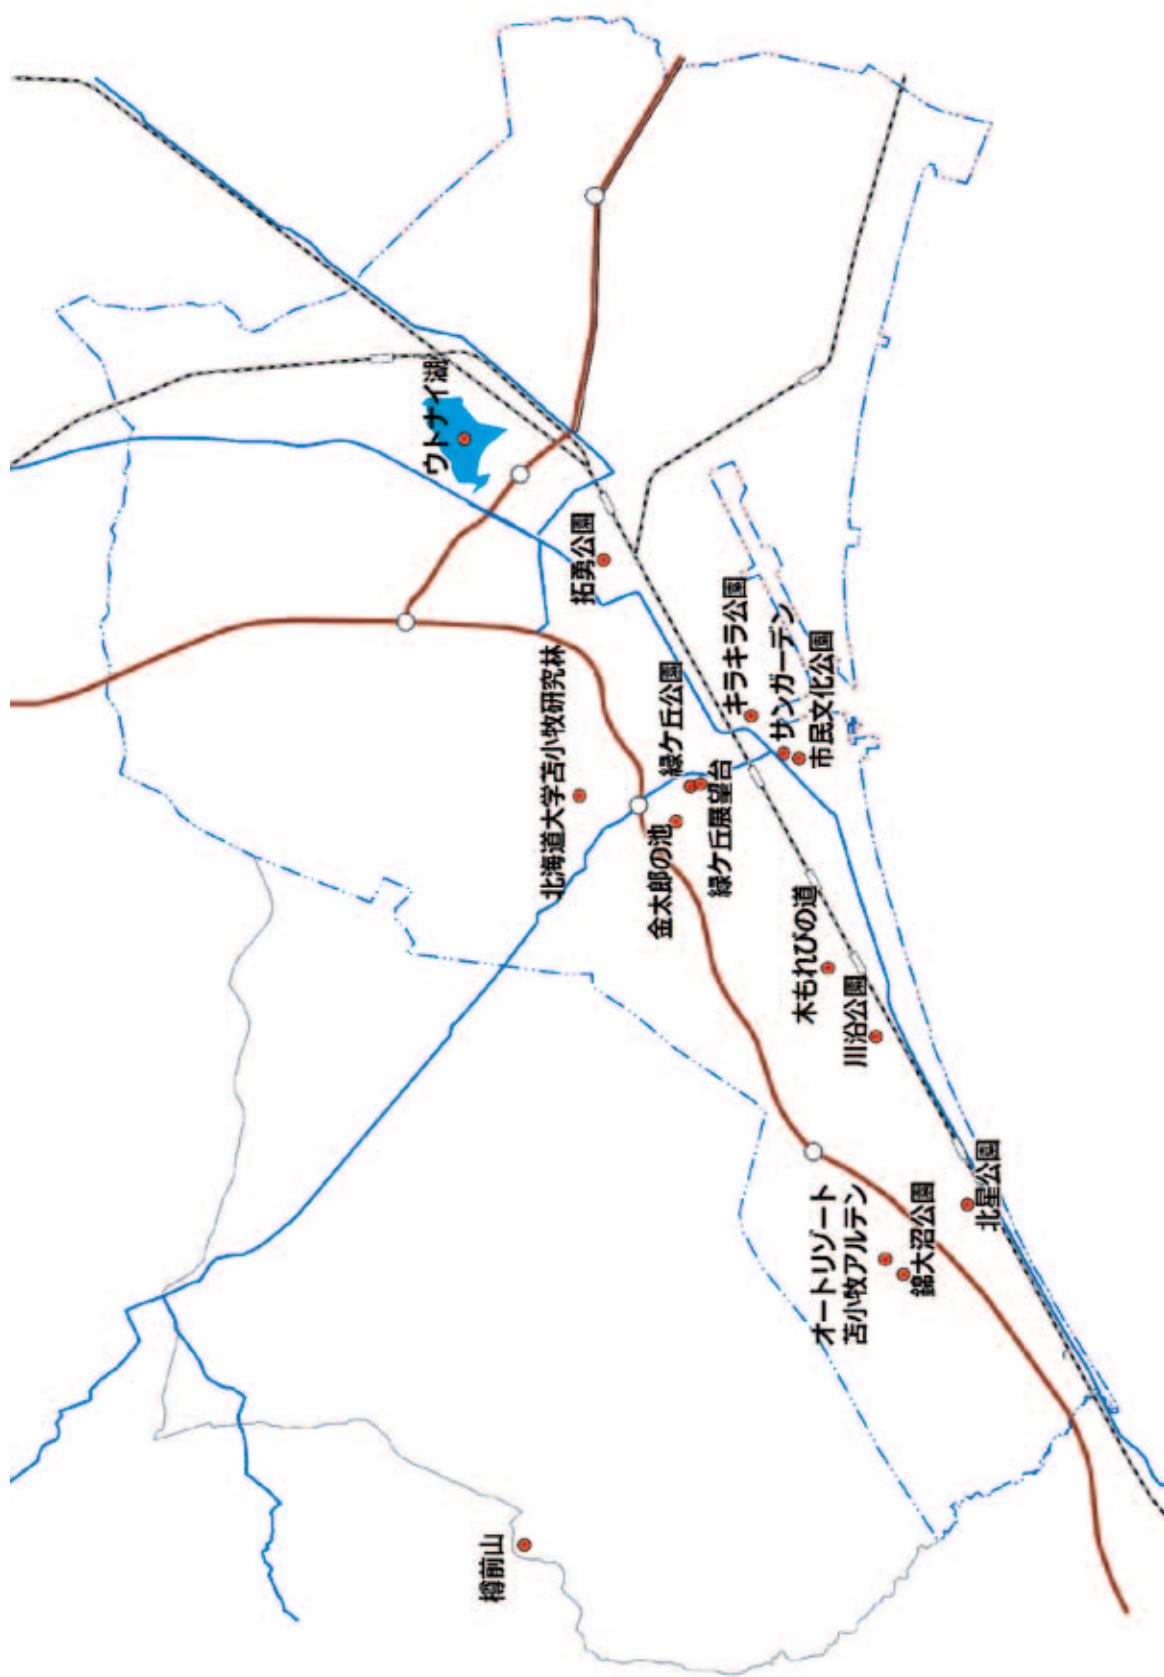 樽前山
ウトナイ湖
北海道大学苫小牧研究林
拓勇公園
金太郎の池
緑ケ丘公園
緑ケ丘展望台
キラキラ公園
サンガーデン
市民文化公園
木もれびの道
川沿公園
オートリゾート
苫小牧アルテン
錦大沼公園
北星公園